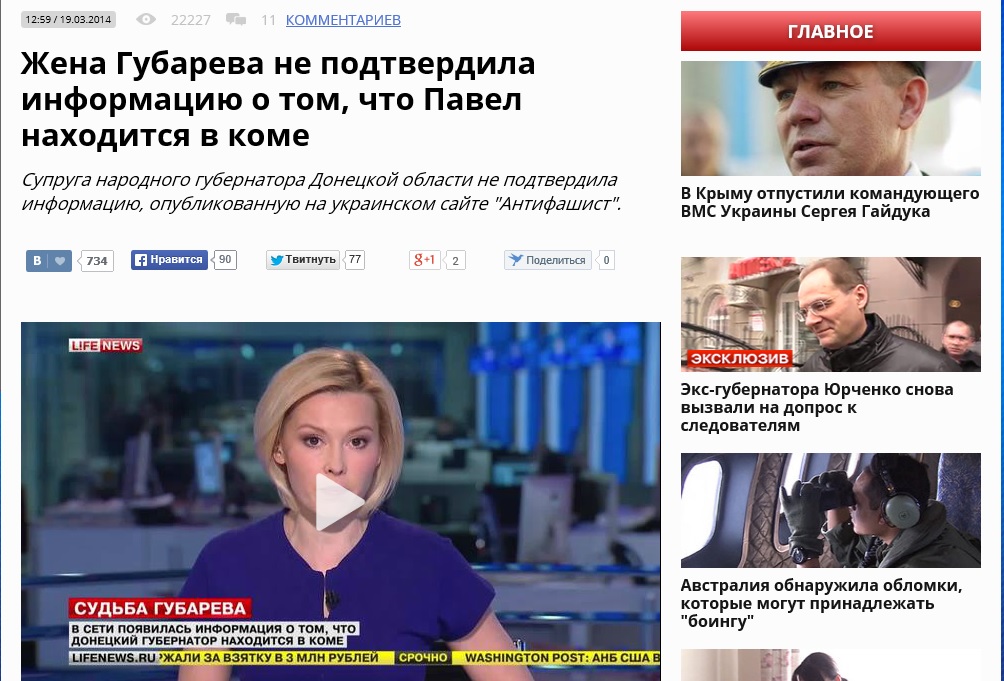 12:59 / 19.03.2014 22227 11 КОММЕНТАРИЕВ
Жена Губарева не подтвердила
информацию о том, что Павел
находится в коме
Супруга народного губернатора Донецкой области не подтвердила
информацию, опубликованную на украинском сайте "Антифашист".
В 734 Нравится 90 Твитнуть 77 g+1 2 Поделиться 0
LIFE NEWS
СУДЬБА ГУБАРЕВА
В СЕТИ ПОЯВИЛАСЬ ИНФОРМАЦИЯ О ТОМ, ЧТО
ДОНЕЦКИЙ ГУБЕРНАТОР НАХОДИТСЯ В КОМЕ
LIFENEWS.RU ЖАЛИ ЗА ВЗЯТКУ В 3 МЛН РУБЛЕЙ СРОЧНО WASHINGTON POST: АНБ США В
ГЛАВНОЕ
В Крыму отпустили командующего
ВМС Украины Сергея Гайдука
ЭКСКЛЮЗИВ
Экс-губернатора Юрченко снова
вызвали на допрос к
следователям
Австралия обнаружила обломки,
которые могут принадлежать
"боингу"